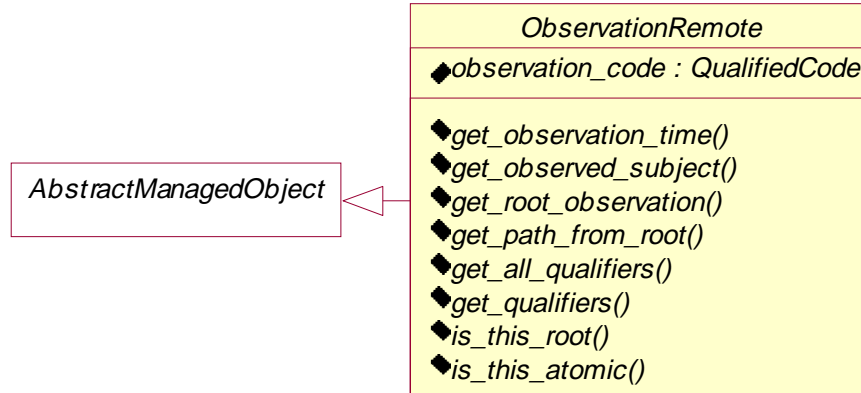 ObservationRemote
observation_code : QualifiedCode
get_observation_time()
get_observed_subject()
AbstractManagedObject
get_root_observation()
get_path_from_root()
get_all_qualifiers()
get_qualifiers()
is_this_root()
is_this_atomic()